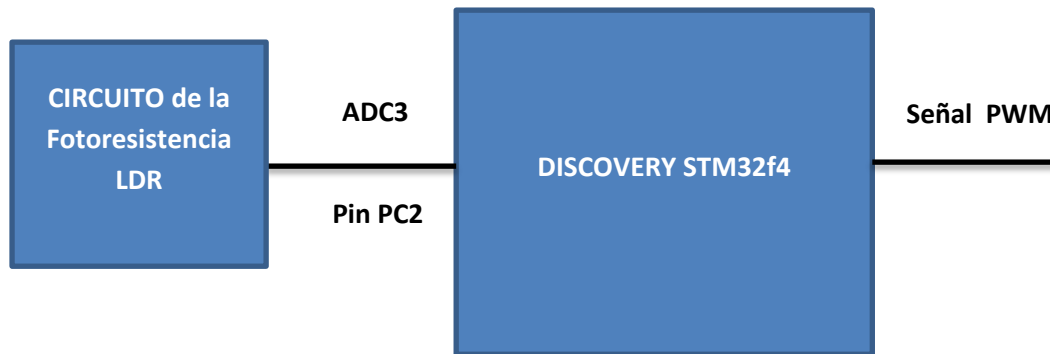 CIRCUITO de la
Fotoresistencia
LDR
ADC3
Pin PC2
DISCOVERY STM32f4
Señal PWM